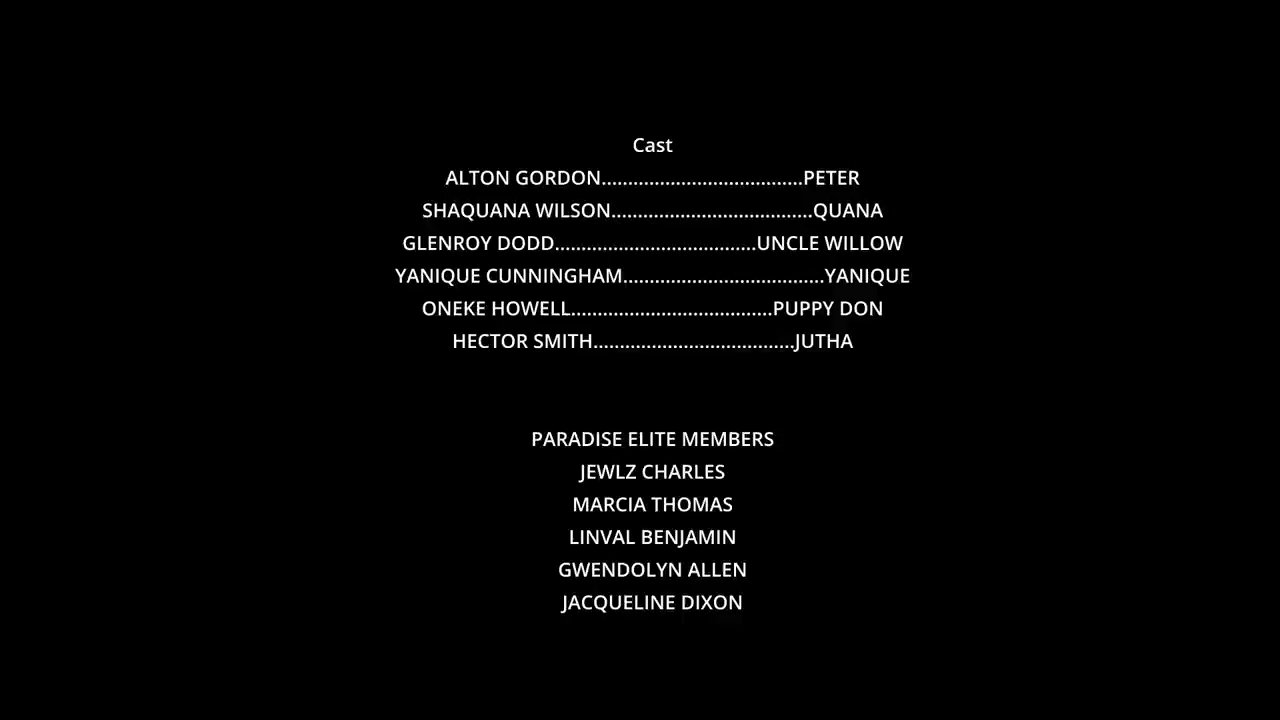 Cast
ALTON GORDON......................................PETER
SHAQUANA WILSON......................................QUANA
GLENROY DODD......................................UNCLE WILLOW
YANIQUE CUNNINGHAM......................................YANIQUE
ONEKE HOWELL......................................PUPPY DON
HECTOR SMITH......................................JUTHA
PARADISE ELITE MEMBERS
JEWLZ CHARLES
MARCIA THOMAS
LINVAL BENJAMIN
GWENDOLYN ALLEN
JACQUELINE DIXON